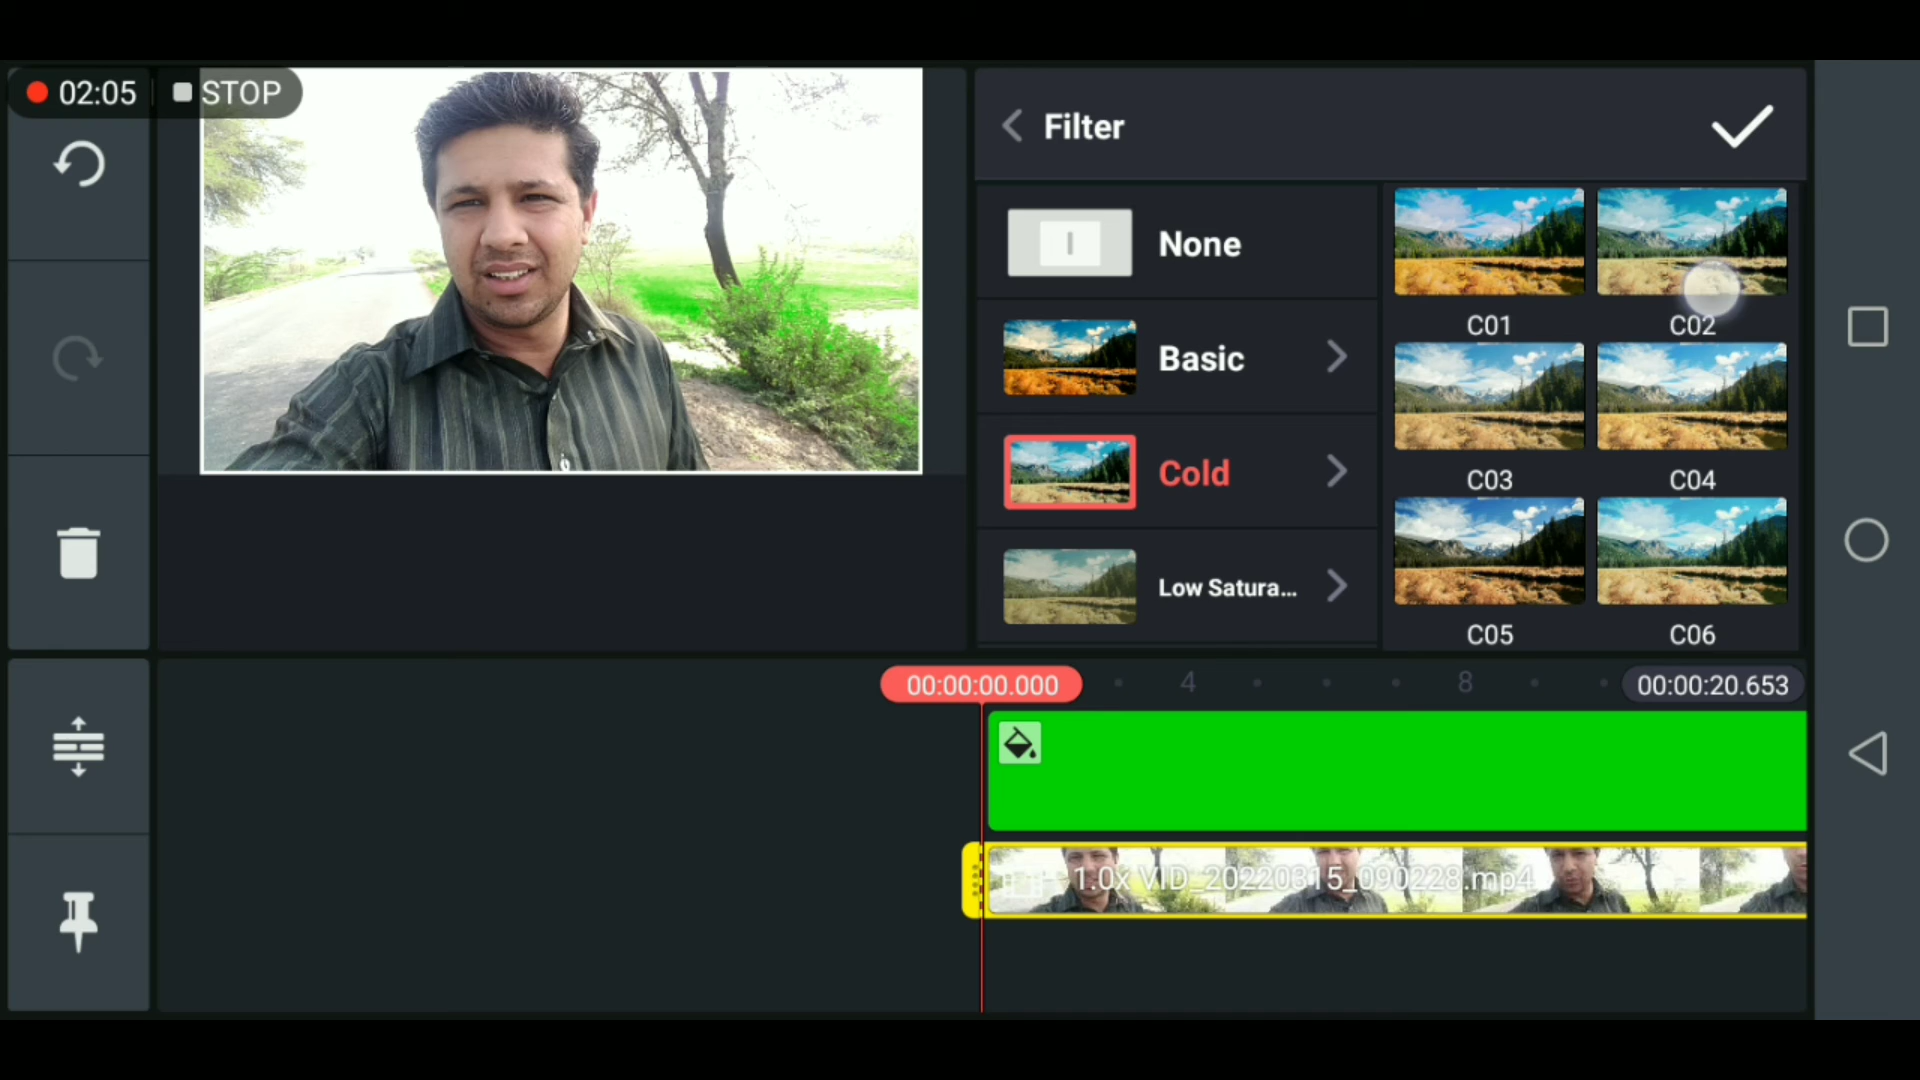 02:05 STOP
Filter
None
Basic
Cold
Low Satura...
C01 C02
C03 C04
C05 C06
00:00:00.000 4 8 00:00:20.653
1.0x VID_20220315_090228.mp4